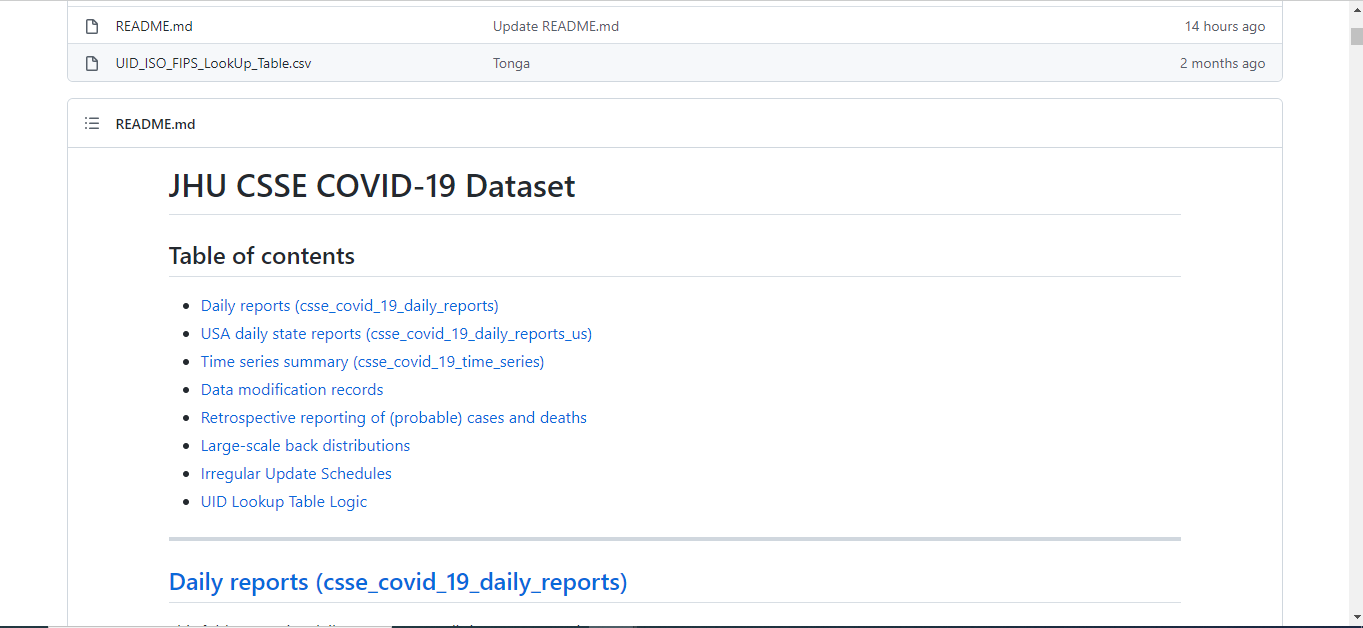 README.md Update README.md 14 hours ago
UID_ISO_FIPS_LookUp_Table.csv Tonga 2 months ago
README.md
JHU CSSE COVID-19 Dataset
Table of contents
Daily reports (csse_covid_19_daily_reports)
USA daily state reports (csse_covid_19_daily_reports_us)
Time series summary (csse_covid_19_time_series)
Data modification records
Retrospective reporting of (probable) cases and deaths
Large-scale back distributions
Irregular Update Schedules
UID Lookup Table Logic
Daily reports (csse_covid_19_daily_reports)